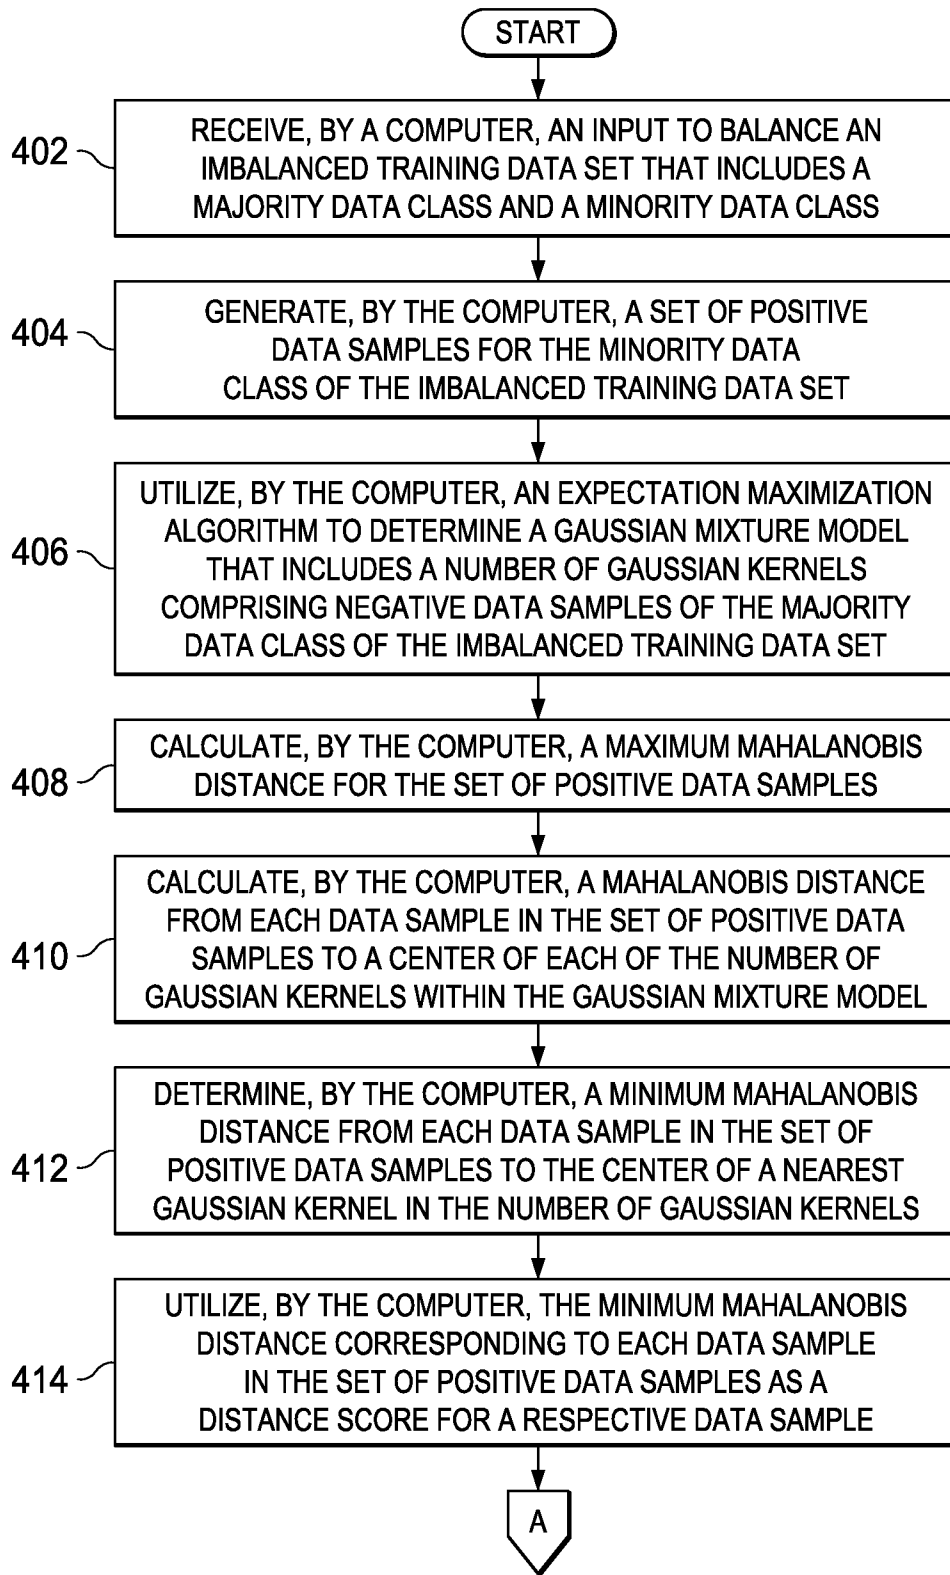 START
402
RECEIVE, BY A COMPUTER, AN INPUT TO BALANCE AN
IMBALANCED TRAINING DATA SET THAT INCLUDES A
MAJORITY DATA CLASS AND A MINORITY DATA CLASS
404
GENERATE, BY THE COMPUTER, A SET OF POSITIVE
DATA SAMPLES FOR THE MINORITY DATA
CLASS OF THE IMBALANCED TRAINING DATA SET
406
UTILIZE, BY THE COMPUTER, AN EXPECTATION MAXIMIZATION
ALGORITHM TO DETERMINE A GAUSSIAN MIXTURE MODEL
THAT INCLUDES A NUMBER OF GAUSSIAN KERNELS
COMPRISING NEGATIVE DATA SAMPLES OF THE MAJORITY
DATA CLASS OF THE IMBALANCED TRAINING DATA SET
408
CALCULATE, BY THE COMPUTER, A MAXIMUM MAHALANOBIS
DISTANCE FOR THE SET OF POSITIVE DATA SAMPLES
410
CALCULATE, BY THE COMPUTER, A MAHALANOBIS DISTANCE
FROM EACH DATA SAMPLE IN THE SET OF POSITIVE DATA
SAMPLES TO A CENTER OF EACH OF THE NUMBER OF
GAUSSIAN KERNELS WITHIN THE GAUSSIAN MIXTURE MODEL
412
DETERMINE, BY THE COMPUTER, A MINIMUM MAHALANOBIS
DISTANCE FROM EACH DATA SAMPLE IN THE SET OF
POSITIVE DATA SAMPLES TO THE CENTER OF A NEAREST
GAUSSIAN KERNEL IN THE NUMBER OF GAUSSIAN KERNELS
414
UTILIZE, BY THE COMPUTER, THE MINIMUM MAHALANOBIS
DISTANCE CORRESPONDING TO EACH DATA SAMPLE
IN THE SET OF POSITIVE DATA SAMPLES AS A
DISTANCE SCORE FOR A RESPECTIVE DATA SAMPLE
A